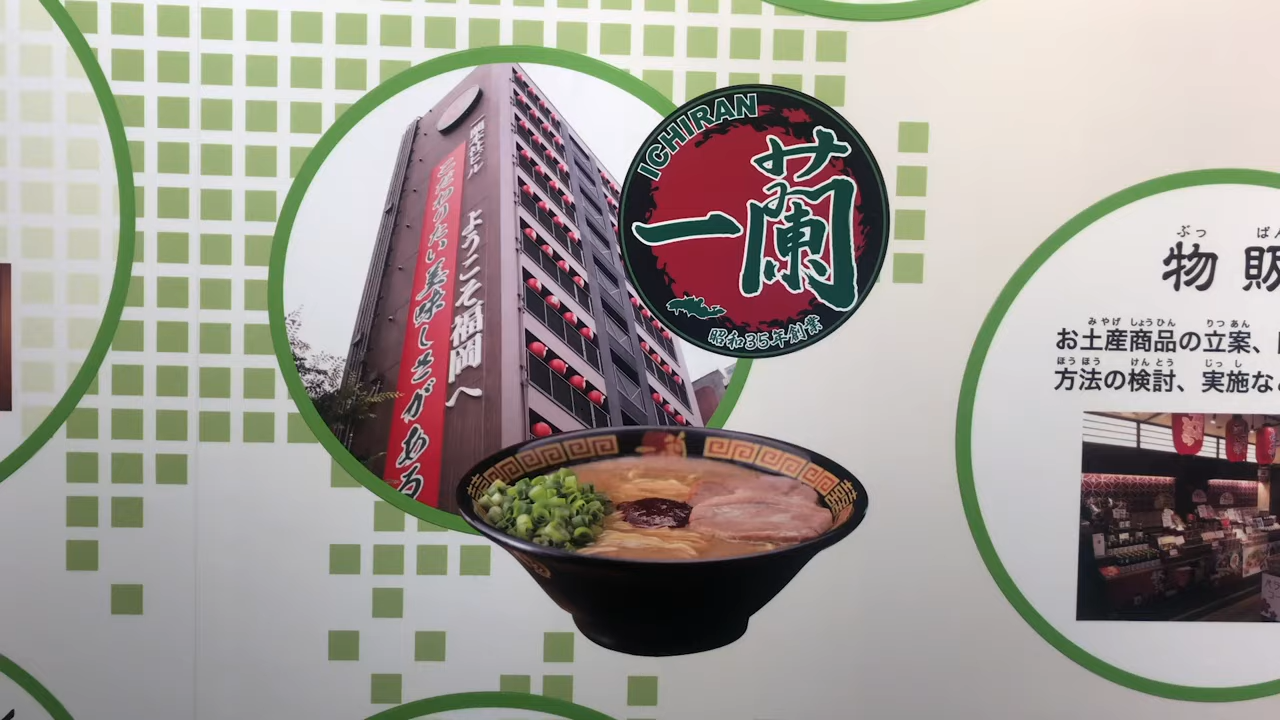 一蘭本社ビル
ようこそ福岡へ
こだわりたい美味しさがある
ICHIRAN
一蘭
昭和35年創業
ぶつ ぱん
物 販
みやげ しょうひん りつ あん
お土産商品の立案、
ほう ほう けん とう じっ し
方法の検討、実施な